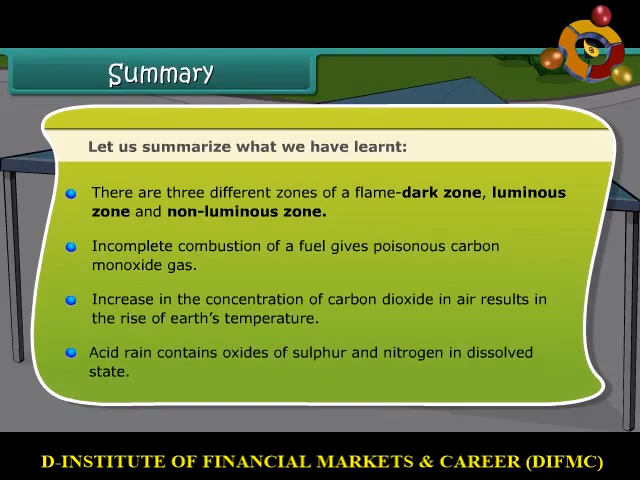 Summary
Let us summarize what we have learnt:
There are three different zones of a flame-dark zone, luminous
zone and non-luminous zone.
Incomplete combustion of a fuel gives poisonous carbon
monoxide gas.
Increase in the concentration of carbon dioxide in air results in
the rise of earth's temperature.
Acid rain contains oxides of sulphur and nitrogen in dissolved
state.
D-INSTITUTE OF FINANCIAL MARKETS & CAREER (DIFMC)